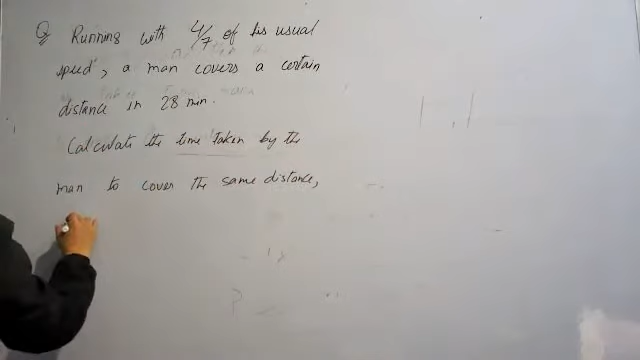 Q Running with 4/7 of his usual
speed, a man covers a certain
distance in 28 min.
Calculate the time taken by the
man to cover the same distance,